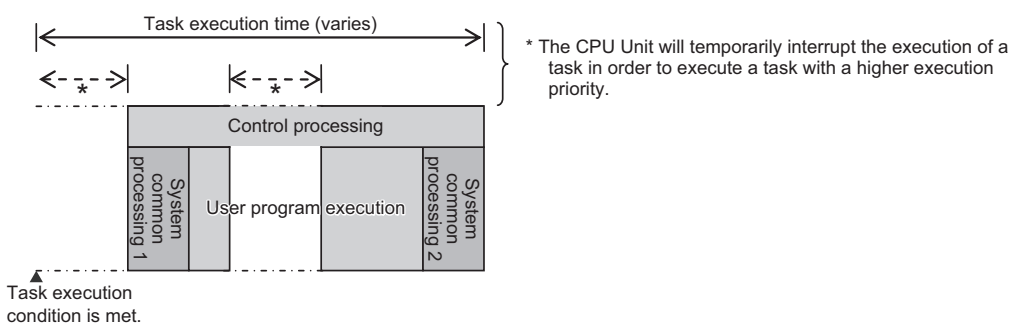 Task execution time (varies)
* The CPU Unit will temporarily interrupt the execution of a
task in order to execute a task with a higher execution
priority.
*
*
Control processing
System
common
processing 1
User program execution
System
common
processing 2
Task execution
condition is met.